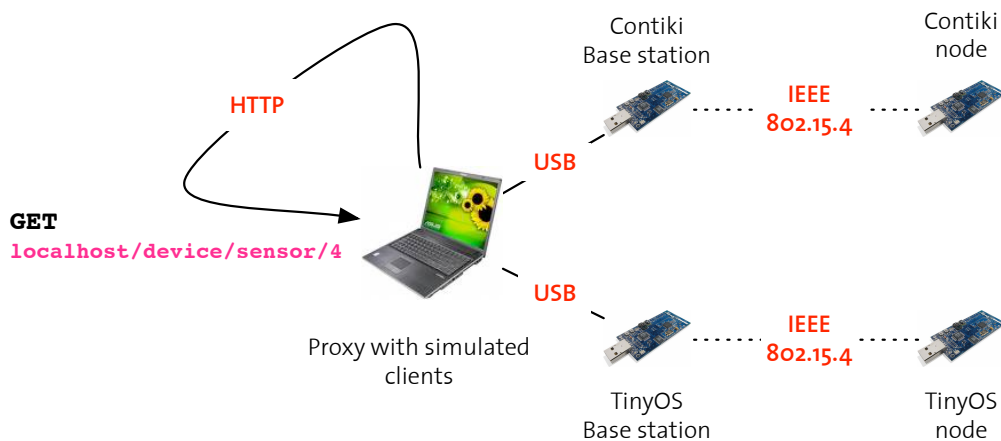 Contiki
Base station
Contiki
node
HTTP
IEEE
802.15.4
USB
GET
localhost/device/sensor/4
USB
IEEE
802.15.4
Proxy with simulated
clients
TinyOS
Base station
TinyOS
node